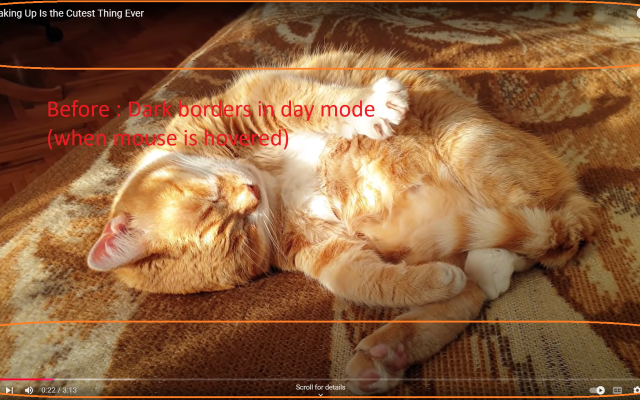 aking Up Is the Cutest Thing Ever
Before : Dark borders in day mode
(when mouse is hovered)
Scroll for details
0:22 / 3:13